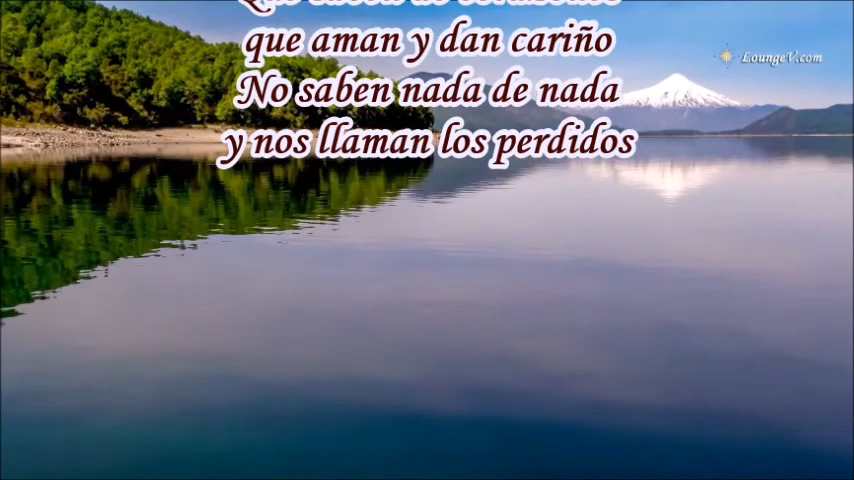 que aman y dan cariño
No saben nada de nada
y nos llaman los perdidos
LoungeV.com